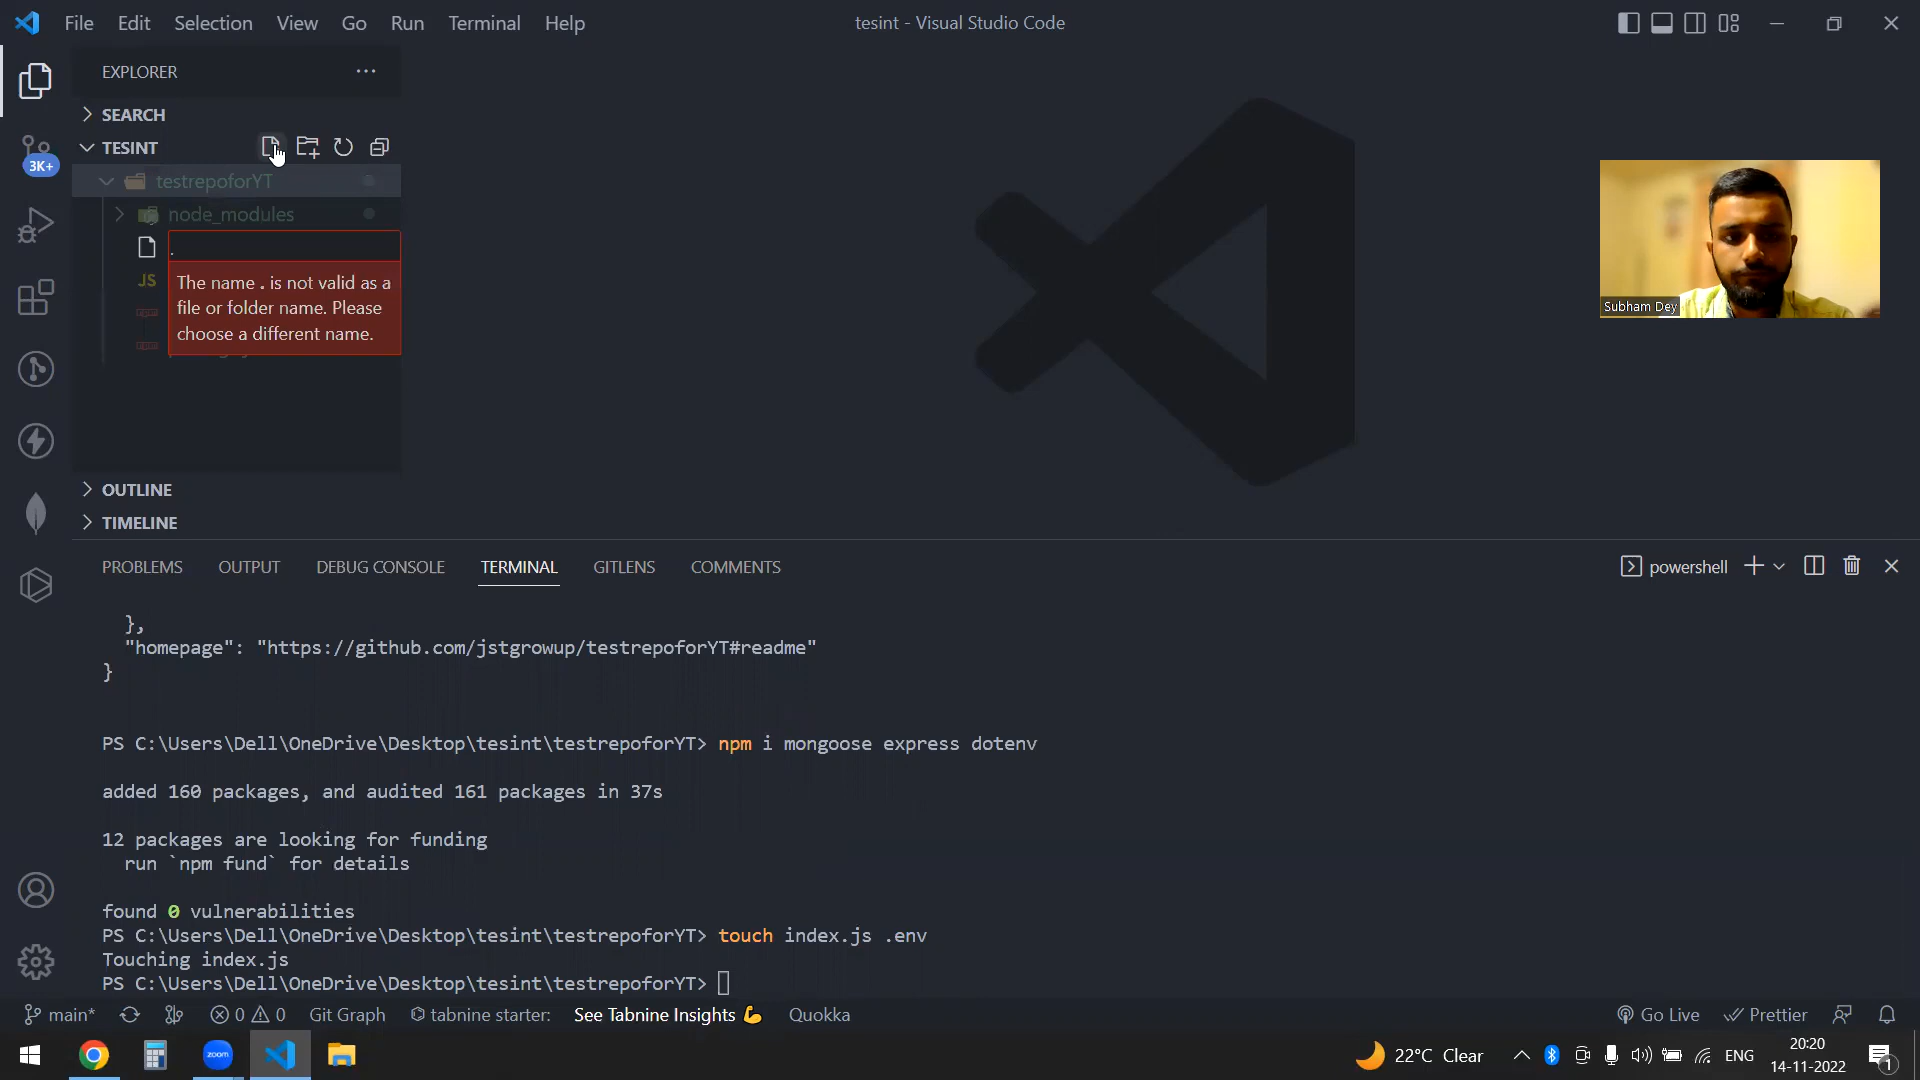 File Edit Selection View Go Run Terminal Help
tesint - Visual Studio Code
EXPLORER
SEARCH
TESINT
3K+
testrepoforYT
node_modules
.
JS
The name . is not valid as a
file or folder name. Please
choose a different name.
Subham Dey
OUTLINE
TIMELINE
PROBLEMS OUTPUT DEBUG CONSOLE TERMINAL GITLENS COMMENTS
powershell
},
"homepage": "https://github.com/jstgrowup/testrepoforYT#readme"
}
PS C:\Users\Dell\OneDrive\Desktop\tesint\testrepoforYT> npm i mongoose express dotenv
added 160 packages, and audited 161 packages in 37s
12 packages are looking for funding
run `npm fund` for details
found 0 vulnerabilities
PS C:\Users\Dell\OneDrive\Desktop\tesint\testrepoforYT> touch index.js .env
Touching index.js
PS C:\Users\Dell\OneDrive\Desktop\tesint\testrepoforYT>
main* 0 0 Git Graph tabnine starter: See Tabnine Insights 💪 Quokka Go Live Prettier
zoom
22°C Clear
ENG
20:20
14-11-2022
1